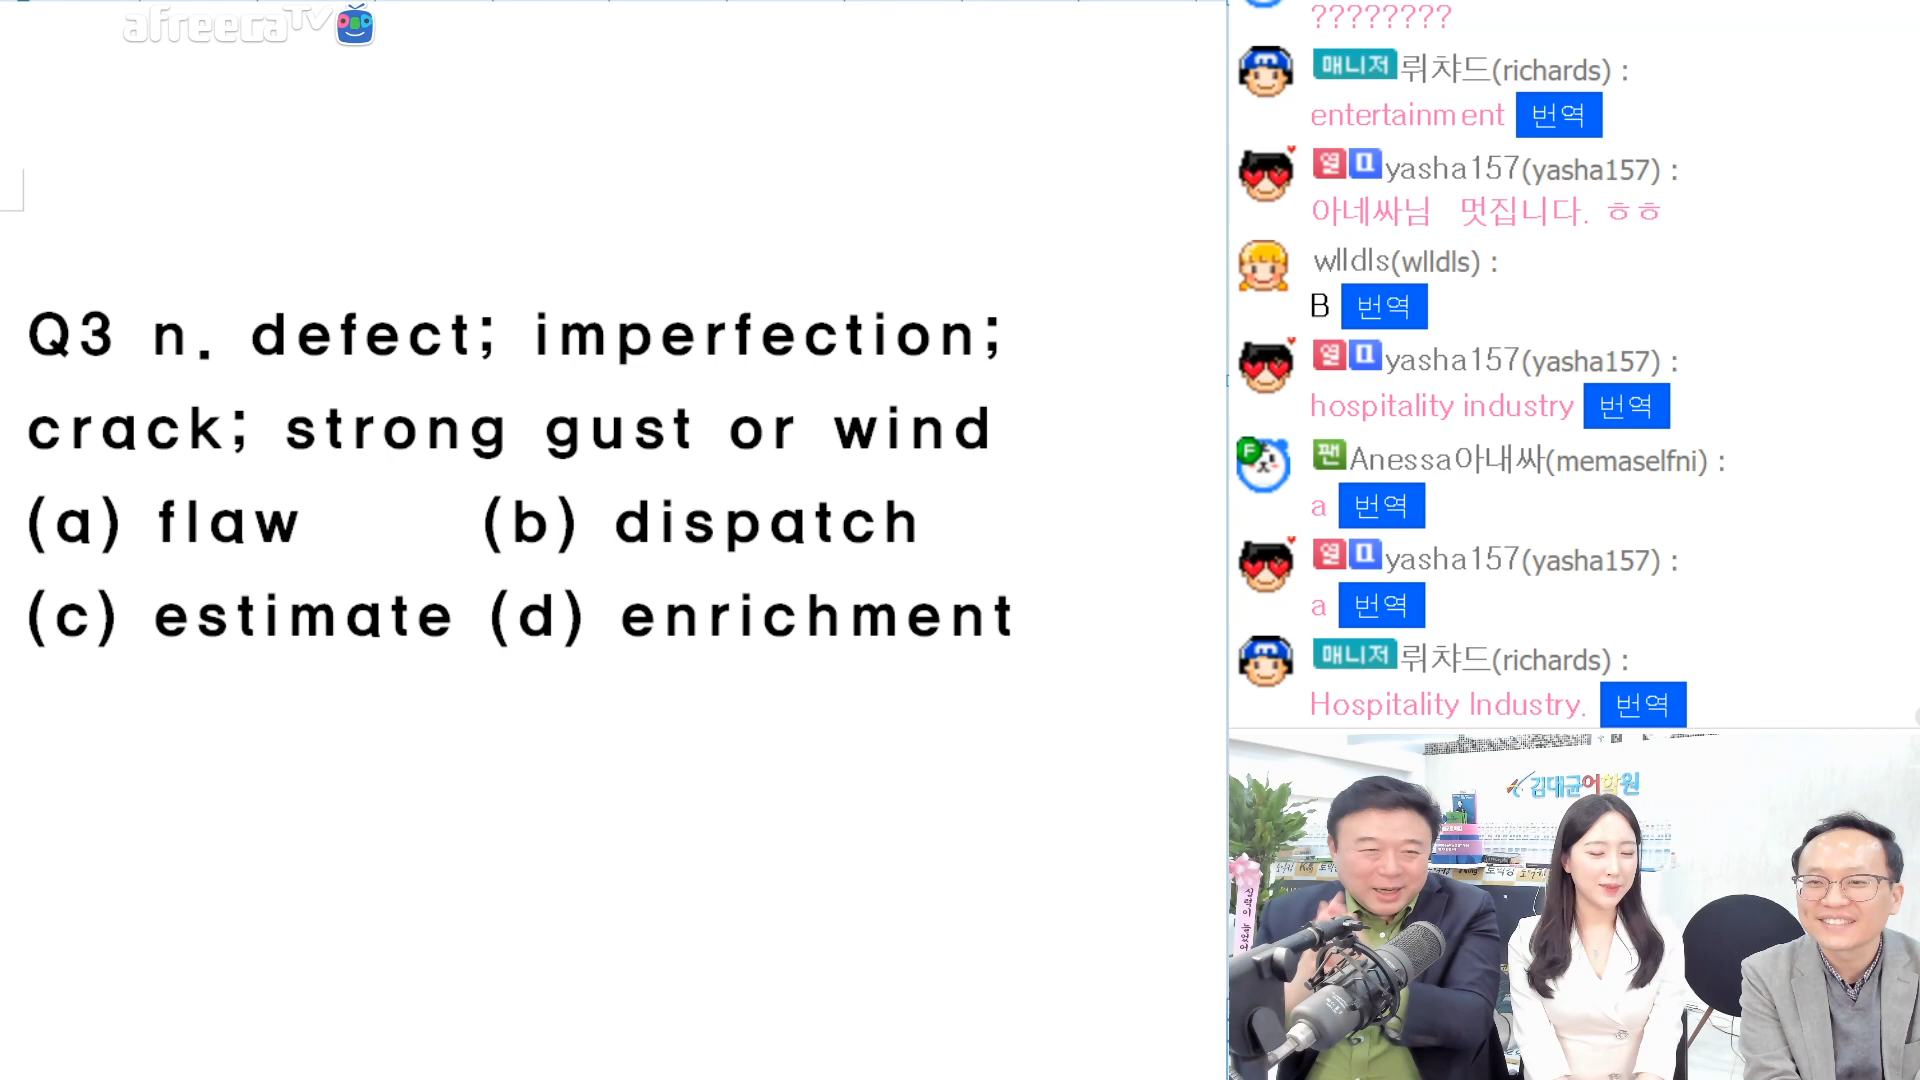 afreecaTV
Q3 n. defect; imperfection;
crack; strong gust or wind
(a) flaw (b) dispatch
(c) estimate (d) enrichment
????????
매니저 뤼챠드(richards) :
entertainment 번역
열 yasha157(yasha157) :
아네싸님 멋집니다. ㅎㅎ
wlldls(wlldls) :
B 번역
열 yasha157(yasha157) :
hospitality industry 번역
F 팬 Anessa아내싸(memaselfni) :
a 번역
열 yasha157(yasha157) :
a 번역
매니저 뤼챠드(richards) :
Hospitality Industry. 번역
김대균어학원